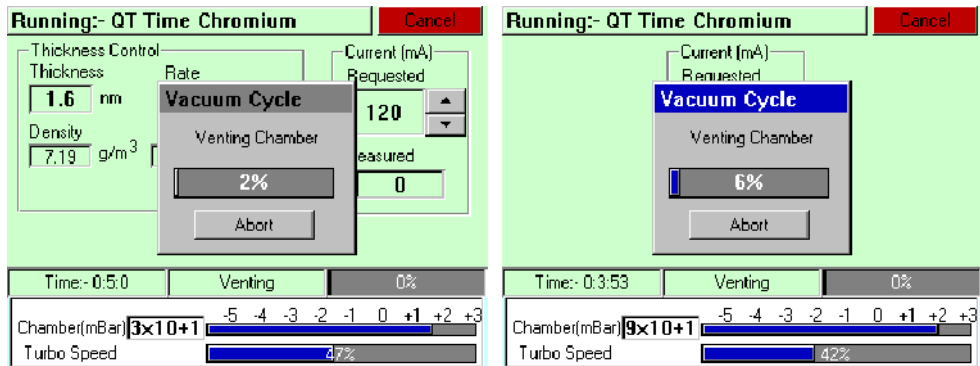 Running:- QT Time Chromium Cancel
Thickness Control Current (mA)
Thickness Rate Requested
1.6 nm 120
Vacuum Cycle
Density
7.19 g/m3
Venting Chamber
easured
2% 0
Abort
Time:- 0:5:0 Venting 0%
Chamber(mBar) 3x10+1 -5 -4 -3 -2 -1 0 +1 +2 +3
Turbo Speed 47%
Running:- QT Time Chromium Cancel
Current (mA)
Requested
Vacuum Cycle
Venting Chamber
6%
Abort
Time:- 0:3:53 Venting 0%
Chamber(mBar) 9x10+1 -5 -4 -3 -2 -1 0 +1 +2 +3
Turbo Speed 42%